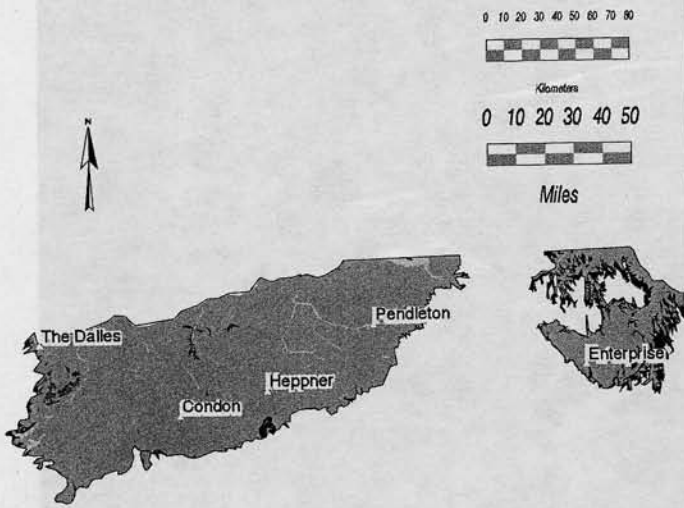 0 10 20 30 40 50 60 70 80
Kilometers
0 10 20 30 40 50
Miles
N
Pendleton
The Dalles
Enterprise
Heppner
Condon